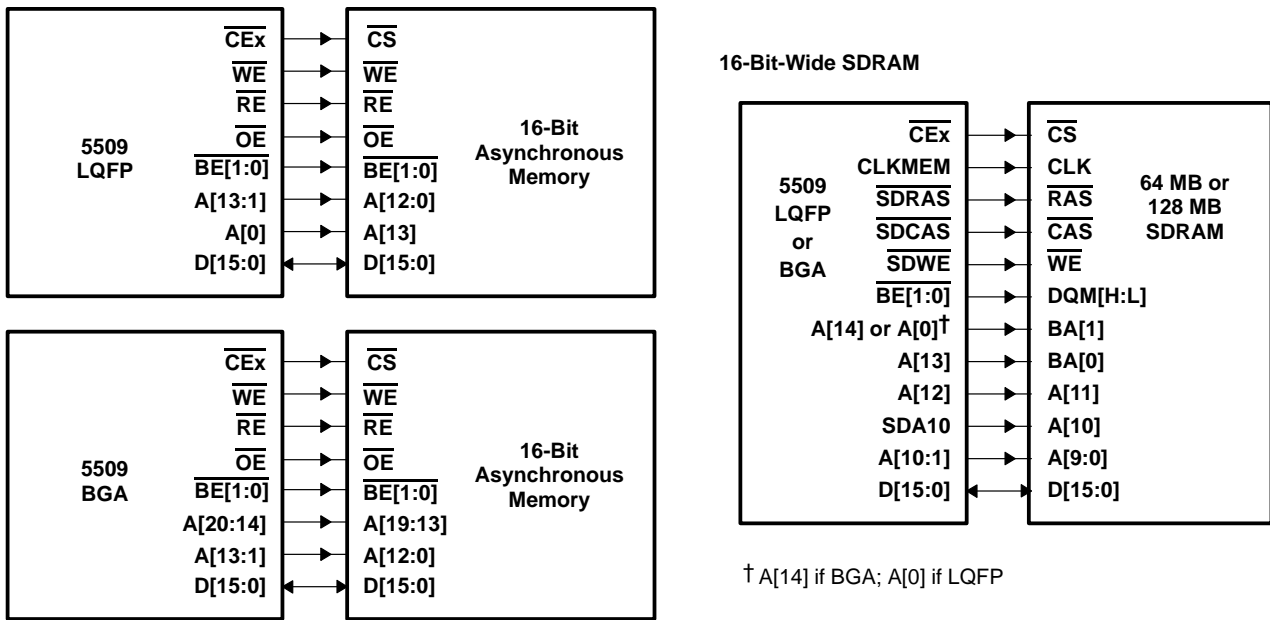 5509
LQFP
CEx
WE
RE
OE
BE[1:0]
A[13:1]
A[0]
D[15:0]
CS
WE
RE
OE
BE[1:0]
A[12:0]
A[13]
D[15:0]
16-Bit
Asynchronous
Memory
5509
BGA
CEx
WE
RE
OE
BE[1:0]
A[20:14]
A[13:1]
D[15:0]
CS
WE
RE
OE
BE[1:0]
A[19:13]
A[12:0]
D[15:0]
16-Bit
Asynchronous
Memory
16-Bit-Wide SDRAM
5509
LQFP
or
BGA
CEx
CLKMEM
SDRAS
SDCAS
SDWE
BE[1:0]
A[14] or A[0]†
A[13]
A[12]
SDA10
A[10:1]
D[15:0]
CS
CLK
RAS
CAS
WE
DQM[H:L]
BA[1]
BA[0]
A[11]
A[10]
A[9:0]
D[15:0]
64 MB or
128 MB
SDRAM
† A[14] if BGA; A[0] if LQFP